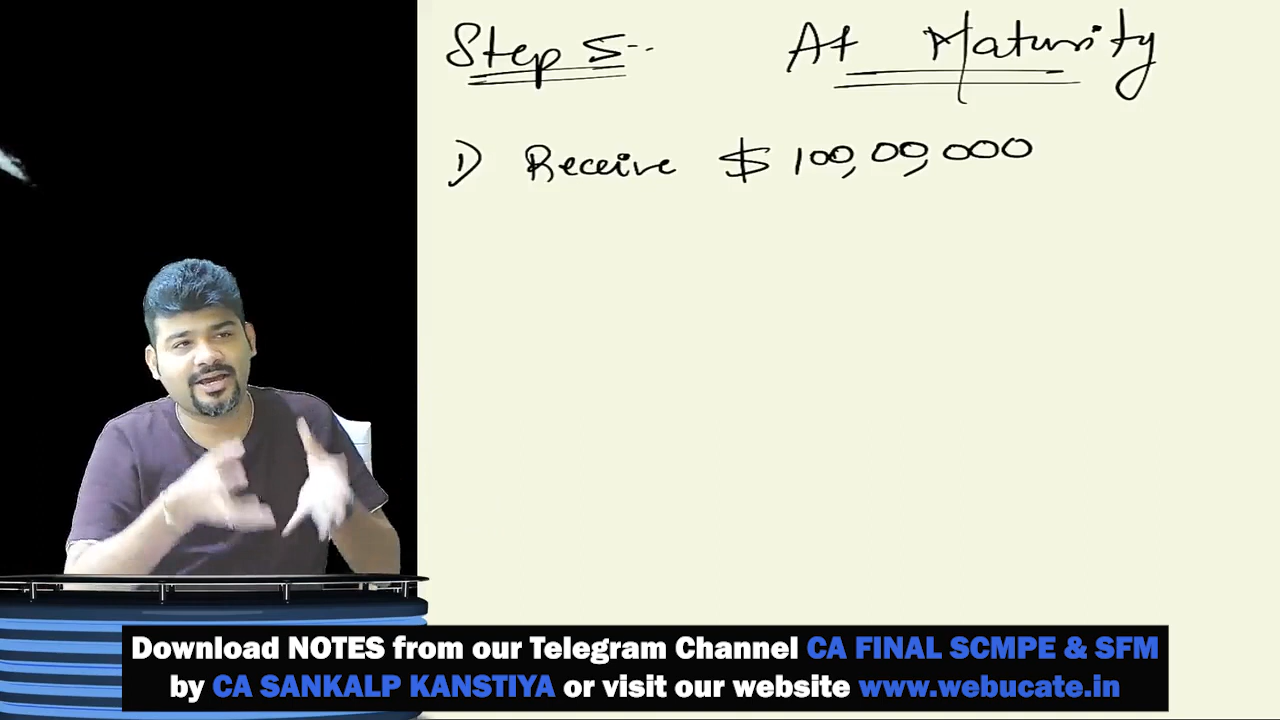 Step 5:- At Maturity
1) Receive $ 100,00,000
Download NOTES from our Telegram Channel CA FINAL SCMPE & SFM
by CA SANKALP KANSTIYA or visit our website www.webucate.in